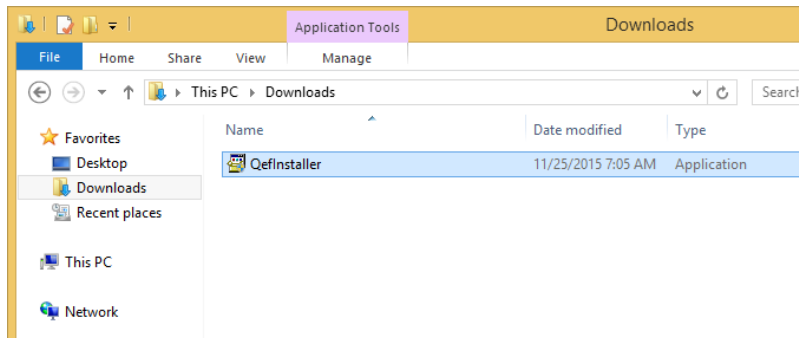 Application Tools Downloads
File Home Share View Manage
This PC Downloads Search
Favorites
Desktop
Downloads
Recent places
This PC
Network
Name Date modified Type
QefInstaller 11/25/2015 7:05 AM Application